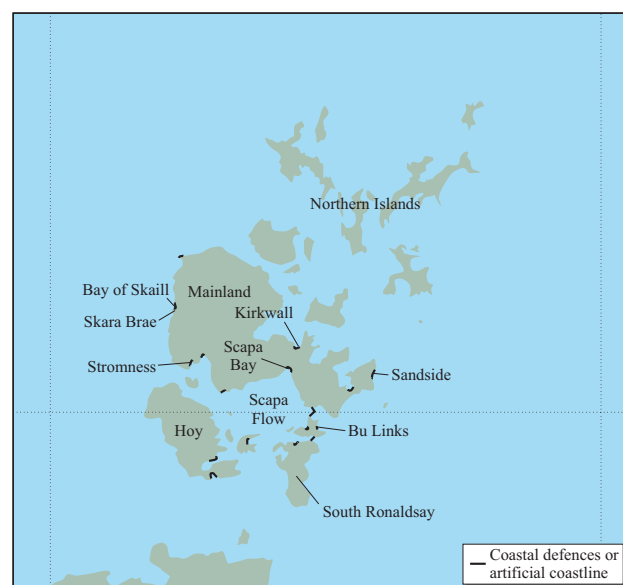 Northern Islands
Bay of Skaill
Mainland
Skara Brae
Kirkwall
Scapa
Bay
Stromness
Sandside
Scapa
Flow
Hoy
Bu Links
South Ronaldsay
Coastal defences or
artificial coastline